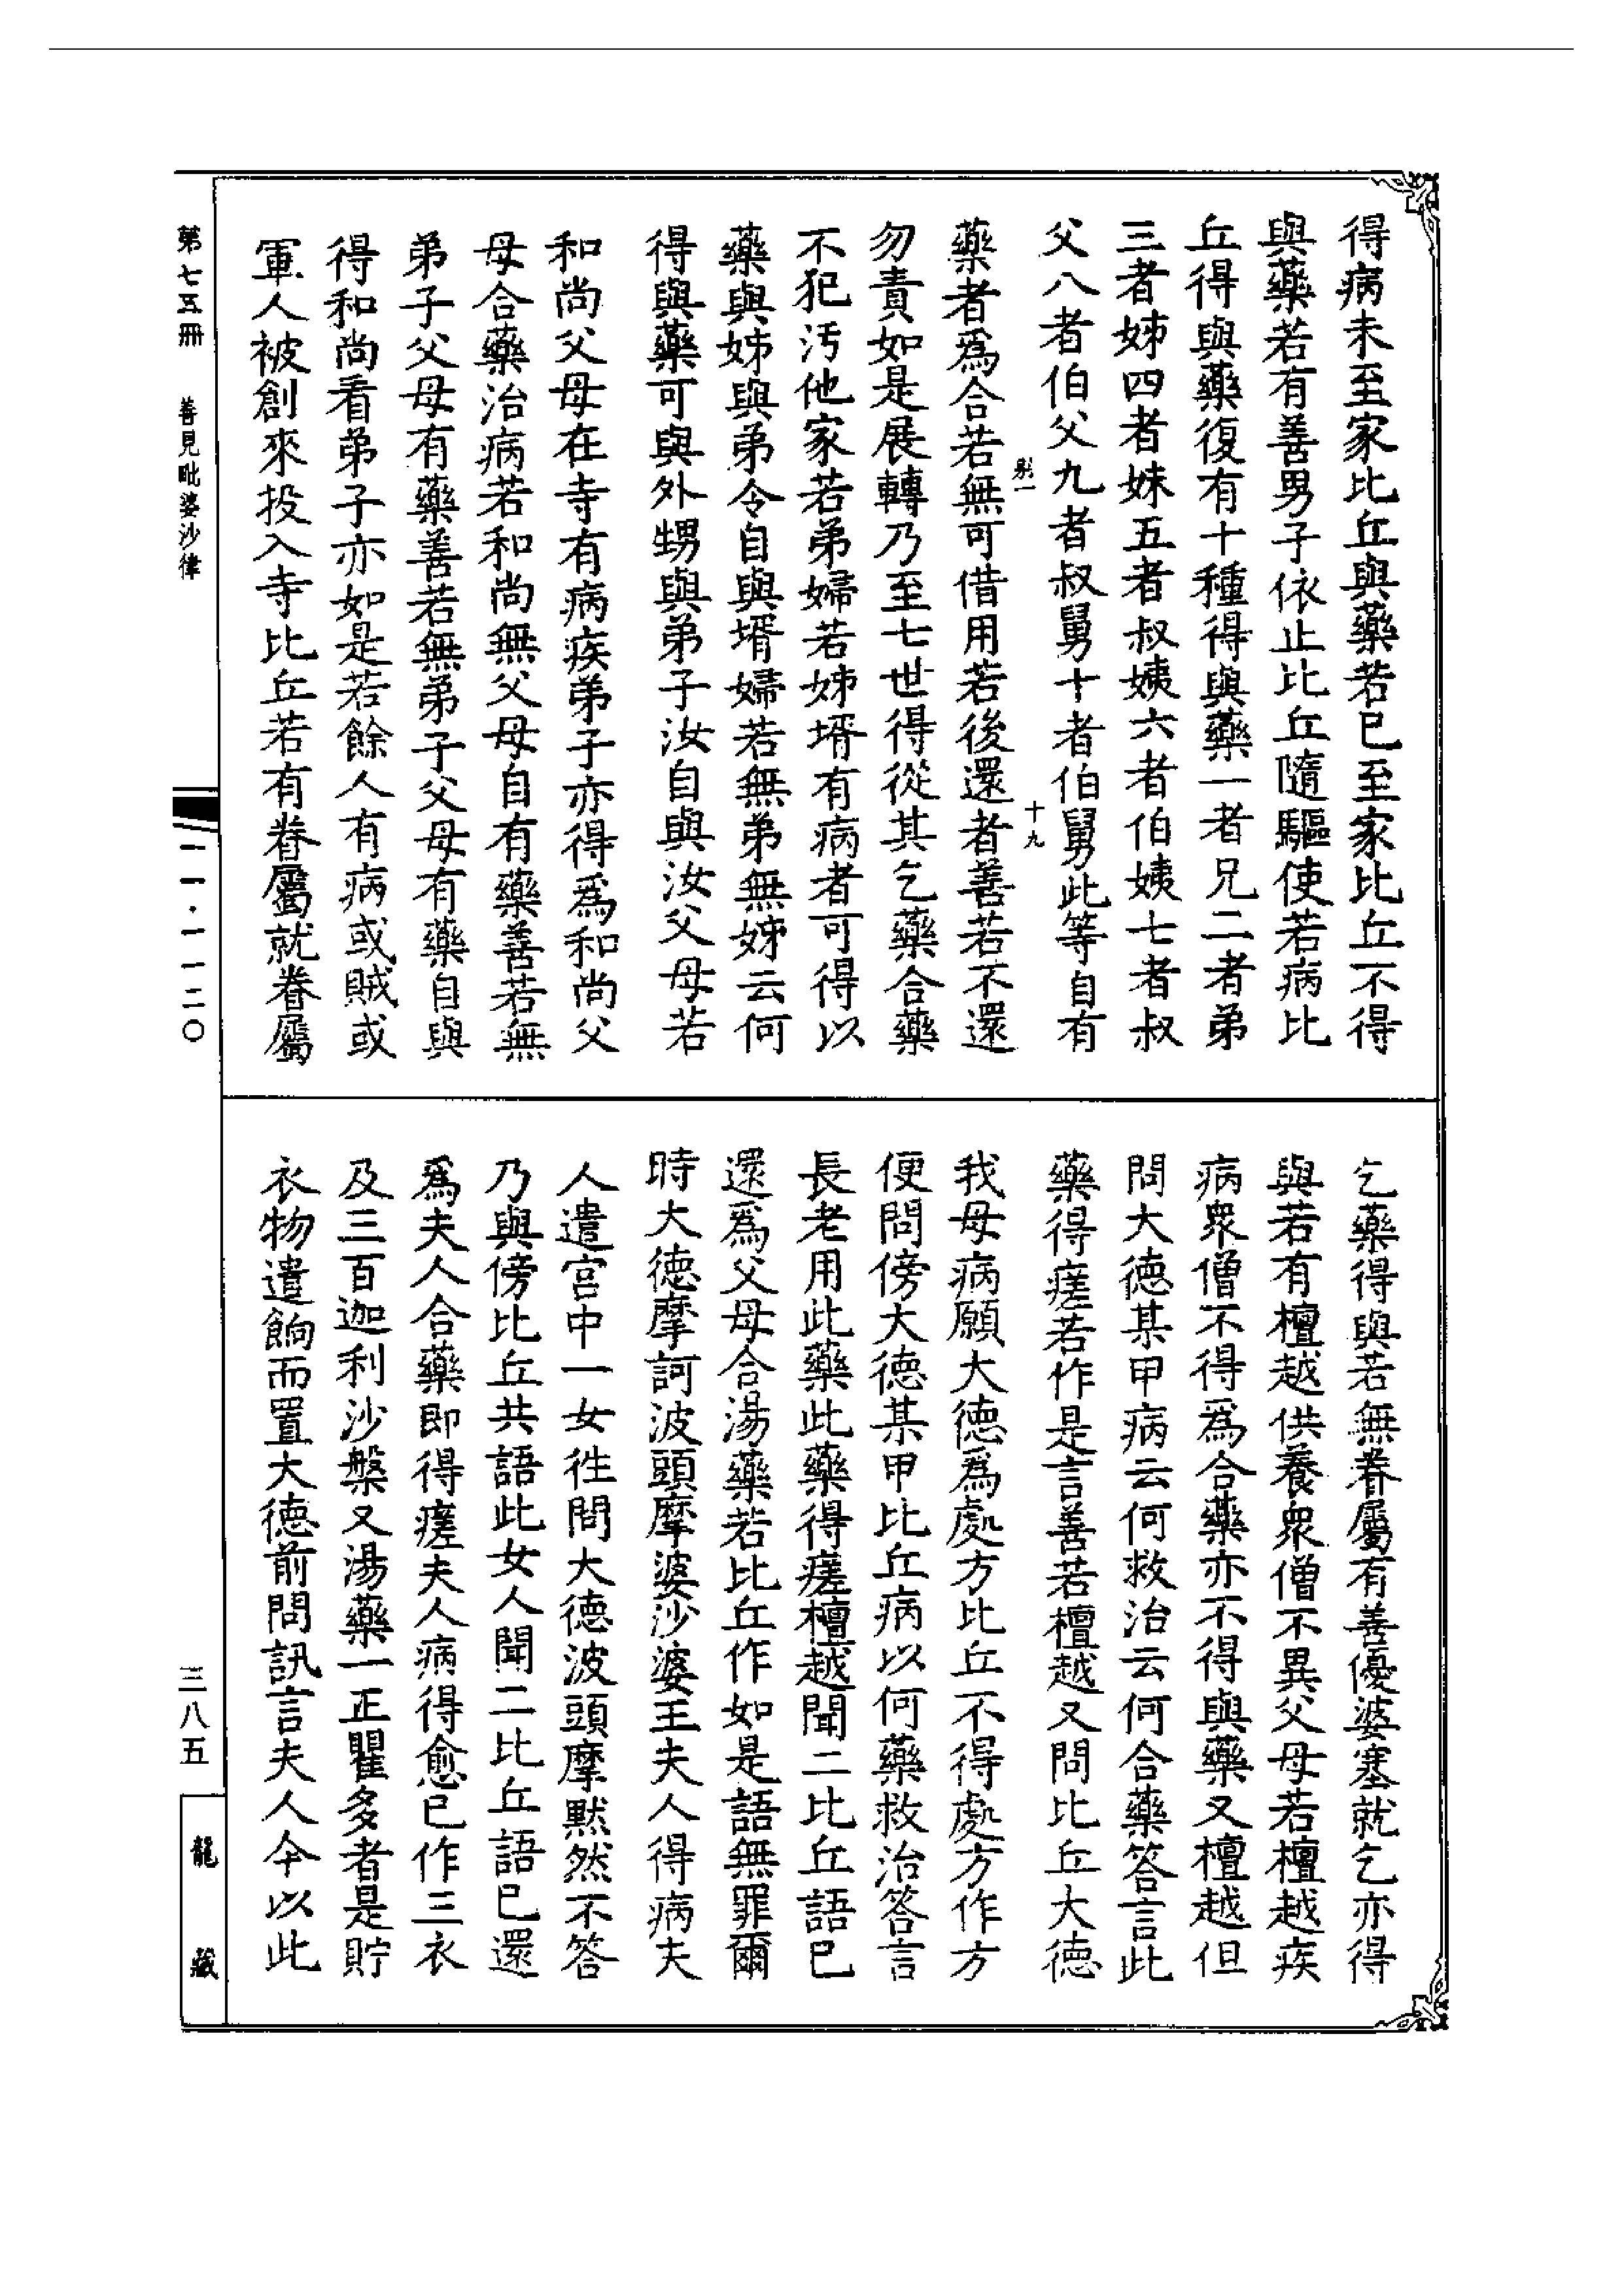 得病未至家比丘與藥若已至家比丘不得
與藥若有善男子依止比丘隨驅使若病比
丘得與藥復有十種得與藥一者兄二者弟
三者姊四者妹五者叔姨六者伯姨七者叔
父八者伯父九者叔舅十者伯舅此等自有
十九
藥者爲合若無可借用若後還者善若不還
勿責如是展轉乃至七世得從其乞藥合藥
不犯汚他家若弟婦若姊壻有病者可得以
藥與姊與弟令自與壻婦若無弟無姊云何
得與藥可與外甥與弟子汝自與汝父母若
和尚父母在寺有病疾弟子亦得爲和尚父
母合藥治病若和尚無父母自有藥善若無
弟子父母有藥善若無弟子父母有藥自與
得和尚看弟子亦如是若餘人有病或賊或
軍人被創來投入寺比丘若有眷屬就眷屬
乞藥得與若無眷屬有善優婆塞就乞亦得
與若有檀越供養衆僧不異父母若檀越疾
病衆僧不得爲合藥亦不得與藥又檀越但
問大德某甲病云何救治云何合藥答言此
藥得瘥若作是言善若檀越又問比丘大德
我母病願大德爲處方比丘不得處方作方
便問傍大德某甲比丘病以何藥救治答言
長老用此藥此藥得瘥檀越聞二比丘語已
還爲父母合湯藥若比丘作如是語無罪爾
時大德摩訶波頭摩婆沙婆王夫人得病夫
人遣宮中一女徃問大德波頭摩默然不答
乃與傍比丘共語此女人聞二比丘語已還
爲夫人合藥即得瘥夫人病得愈已作三衣
及三百迦利沙槃又湯藥一正瞿多者是貯
衣物遣餉而置大德前問訊言夫人今以此
第七五冊 善見毗婆沙律
一一·一一二〇
三八五
龍藏